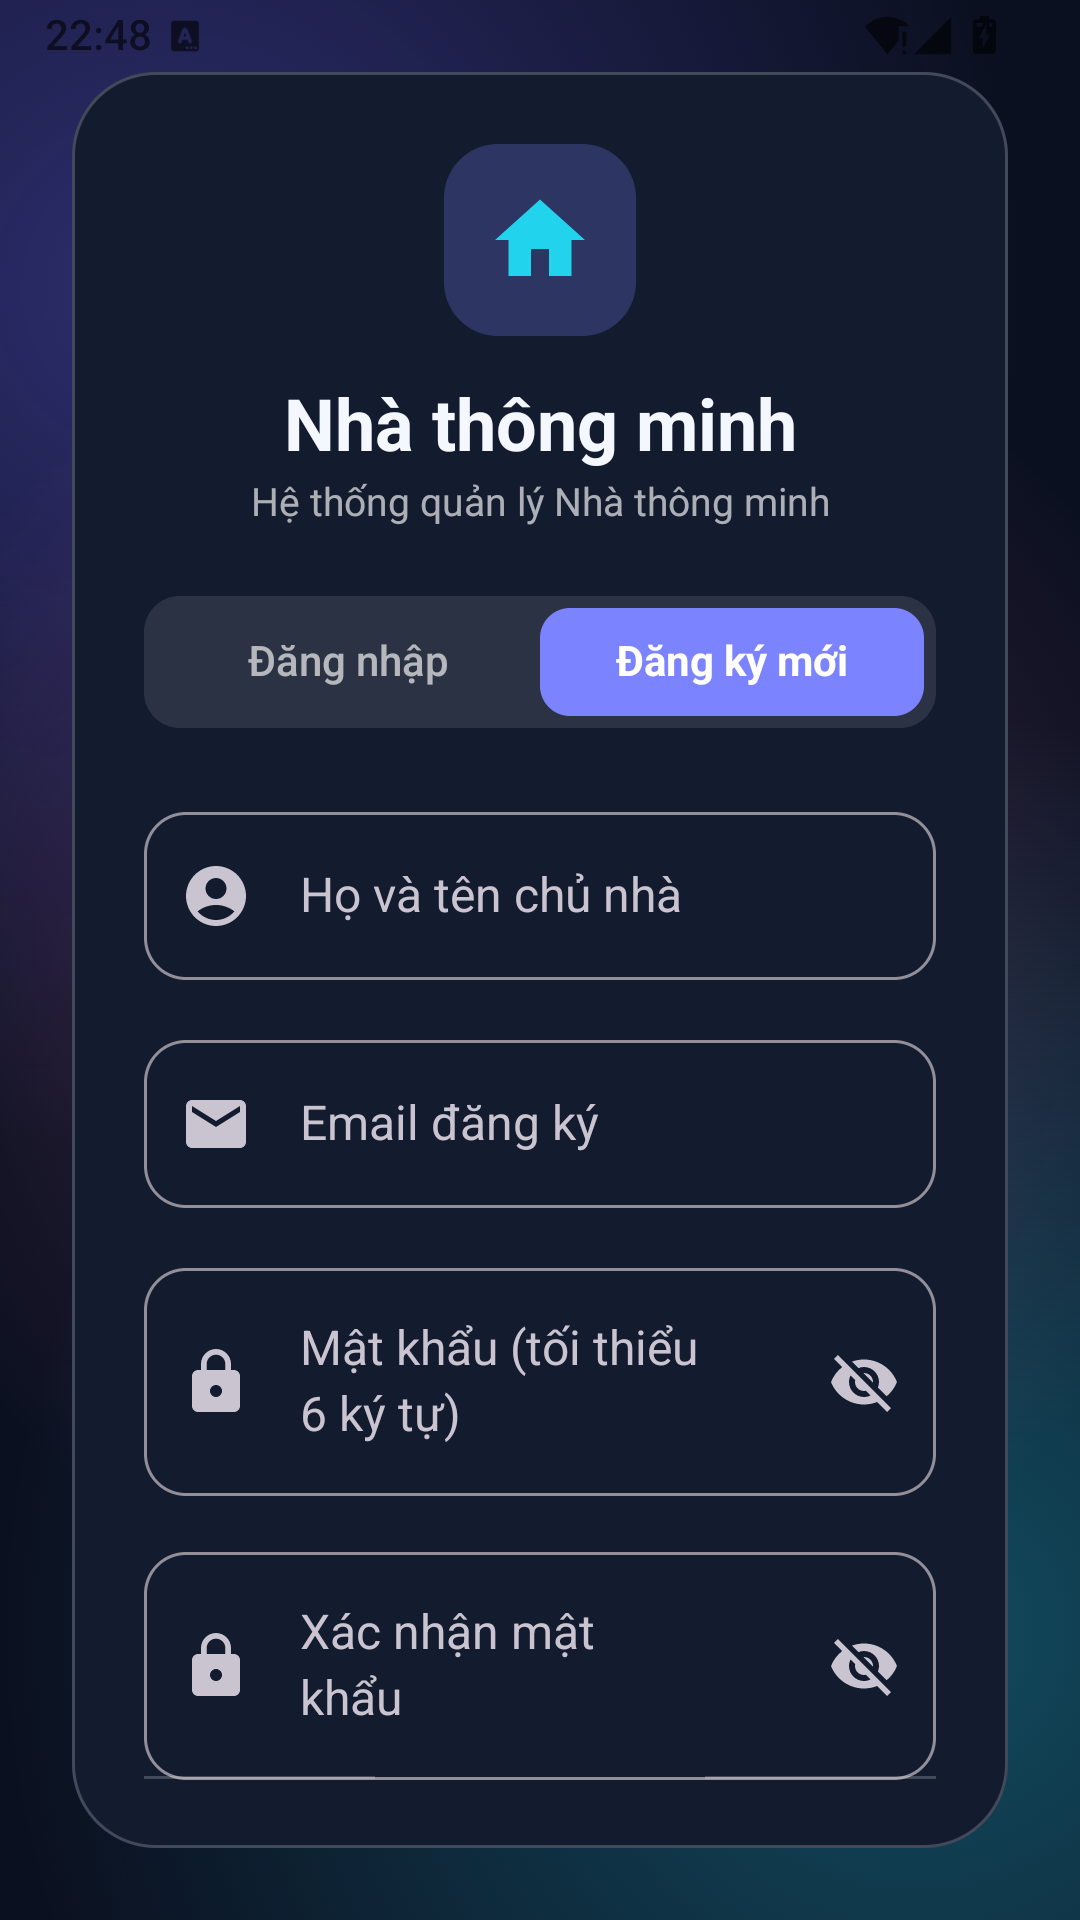 22:48
Nhà thông minh
Hệ thống quản lý Nhà thông minh
Đăng nhập
Đăng ký mới
Họ và tên chủ nhà
Email đăng ký
Mật khẩu (tối thiểu
6 ký tự)
Xác nhận mật
khẩu